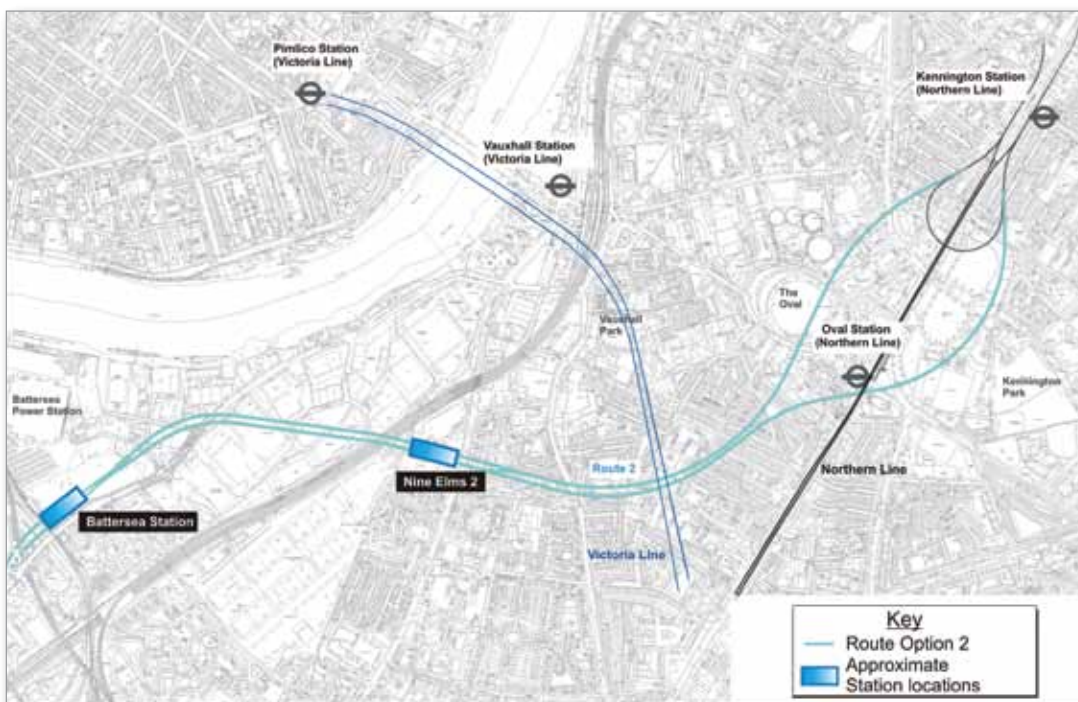 Pimlico Station
(Victoria Line)
Kennington Station
(Northern Line)
Vauxhall Station
(Victoria Line)
The
Oval
Vauxhall
Park
Oval Station
(Northern Line)
Kennington
Park
Battersea
Power Station
Nine Elms 2
Route 2
Northern Line
Battersea Station
Victoria Line
Key
Route Option 2
Approximate
Station locations